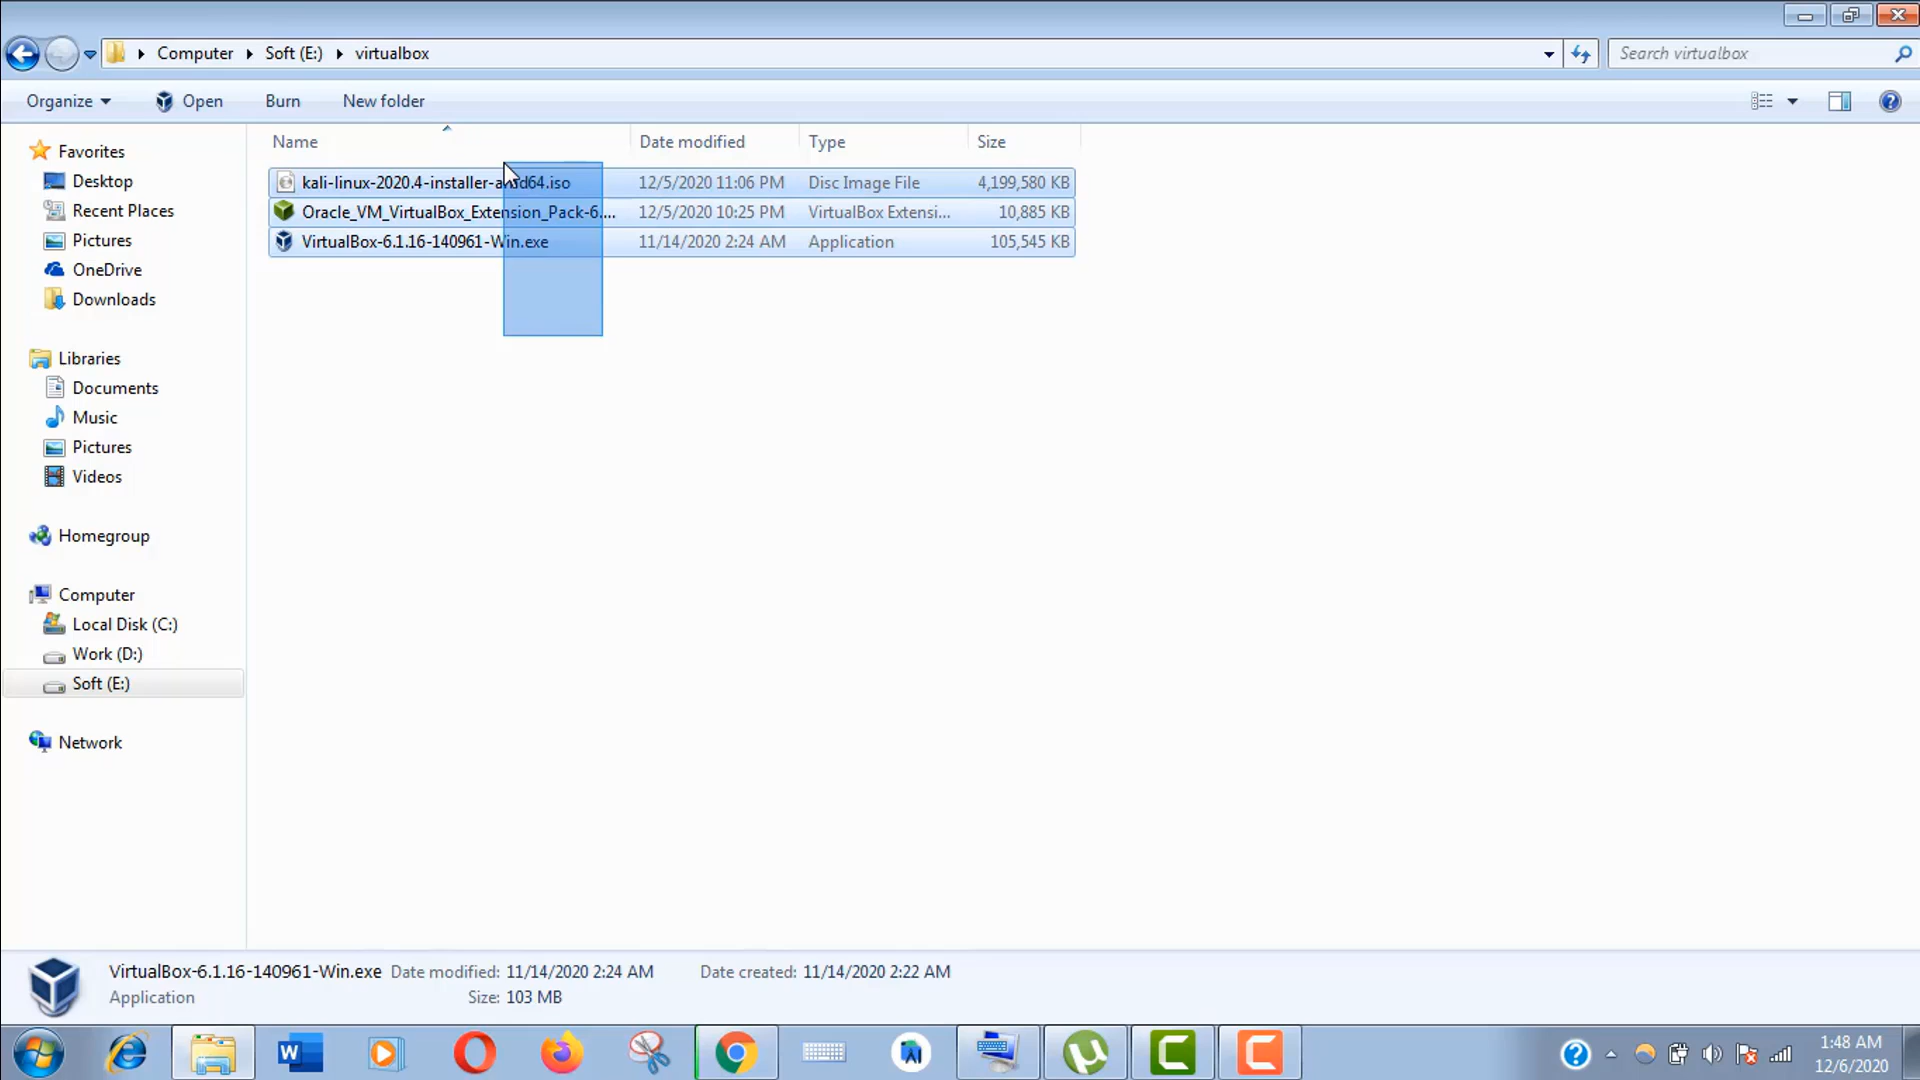 Computer Soft (E:) virtualbox
Search virtualbox
Organize Open Burn New folder
Name Date modified Type Size
kali-linux-2020.4-installer-amd64.iso 12/5/2020 11:06 PM Disc Image File 4,199,580 KB
Oracle_VM_VirtualBox_Extension_Pack-6.... 12/5/2020 10:25 PM VirtualBox Extensi... 10,885 KB
VirtualBox-6.1.16-140961-Win.exe 11/14/2020 2:24 AM Application 105,545 KB
Favorites
Desktop
Recent Places
Pictures
OneDrive
Downloads
Libraries
Documents
Music
Pictures
Videos
Homegroup
Computer
Local Disk (C:)
Work (D:)
Soft (E:)
Network
VirtualBox-6.1.16-140961-Win.exe Date modified: 11/14/2020 2:24 AM Date created: 11/14/2020 2:22 AM
Application Size: 103 MB
1:48 AM
12/6/2020